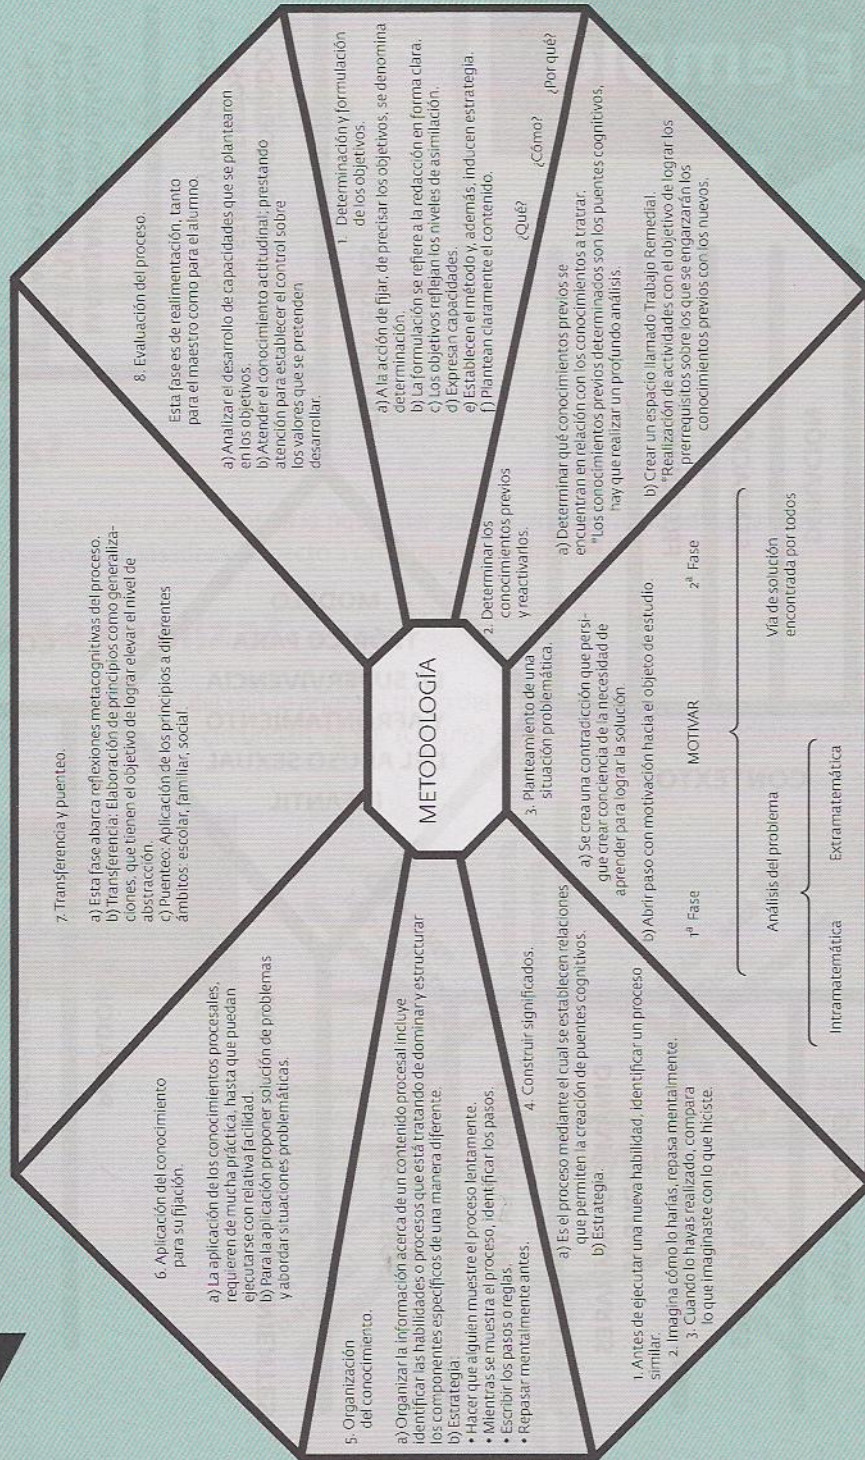 METODOLOGÍA
1. Determinación y formulación
de los objetivos.
a) A la acción de fijar, de precisar los objetivos, se denomina
determinación.
b) La formulación se refiere a la redacción en forma clara.
c) Los objetivos reflejan los niveles de asimilación.
d) Expresan capacidades.
e) Establecen el método y, además, inducen estrategia.
f) Plantean claramente el contenido.
¿Qué? ¿Cómo? ¿Por qué?
2. Determinar los
conocimientos previos
y reactivarlos.
a) Determinar qué conocimientos previos se
encuentran en relación con los conocimientos a tratrar.
"Los conocimientos previos determinados son los puentes cognitivos,
hay que realizar un profundo análisis.
b) Crear un espacio llamado Trabajo Remedial.
"Realización de actividades con el objetivo de lograr los
prerrequisitos sobre los que se engarzarán los
conocimientos previos con los nuevos.
3. Planteamiento de una
situación problemática.
a) Se crea una contradicción que persi-
gue crear conciencia de la necesidad de
aprender para lograr la solución
b) Abrir paso con motivación hacia el objeto de estudio.
1ª Fase MOTIVAR 2ª Fase
Análisis del problema Vía de solución
encontrada por todos
Intramatemática Extramatemática
4. Construir significados.
a) Es el proceso mediante el cual se establecen relaciones
que permiten la creación de puentes cognitivos.
b) Estrategia.
1. Antes de ejecutar una nueva habilidad, identificar un proceso
similar.
2. Imagina cómo lo harías, repasa mentalmente.
3. Cuando lo hayas realizado, compara
lo que imaginaste con lo que hiciste.
5. Organización
del conocimiento.
a) Organizar la información acerca de un contenido procesal incluye
identificar las habilidades o procesos que está tratando de dominar y estructurar
los componentes específicos de una manera diferente.
b) Estrategia:
• Hacer que alguien muestre el proceso lentamente.
• Mientras se muestra el proceso, identificar los pasos.
• Escribir los pasos o reglas.
• Repasar mentalmente antes.
6. Aplicación del conocimiento
para su fijación.
a) La aplicación de los conocimientos procesales,
requieren de mucha práctica, hasta que puedan
ejecutarse con relativa facilidad.
b) Para la aplicación proponer solución de problemas
y abordar situaciones problemáticas.
7. Transferencia y puenteo.
a) Esta fase abarca reflexiones metacognitivas del proceso.
b) Transferencia: Elaboración de principios como generaliza-
ciones, que tienen el objetivo de lograr elevar el nivel de
abstracción.
c) Puenteo: Aplicación de los principios a diferentes
ámbitos: escolar, familiar, social.
8. Evaluación del proceso.
Esta fase es de realimentación, tanto
para el maestro como para el alumno.
a) Analizar el desarrollo de capacidades que se plantearon
en los objetivos.
b) Atender el conocimiento actitudinal; prestando
atención para establecer el control sobre
los valores que se pretenden
desarrollar.